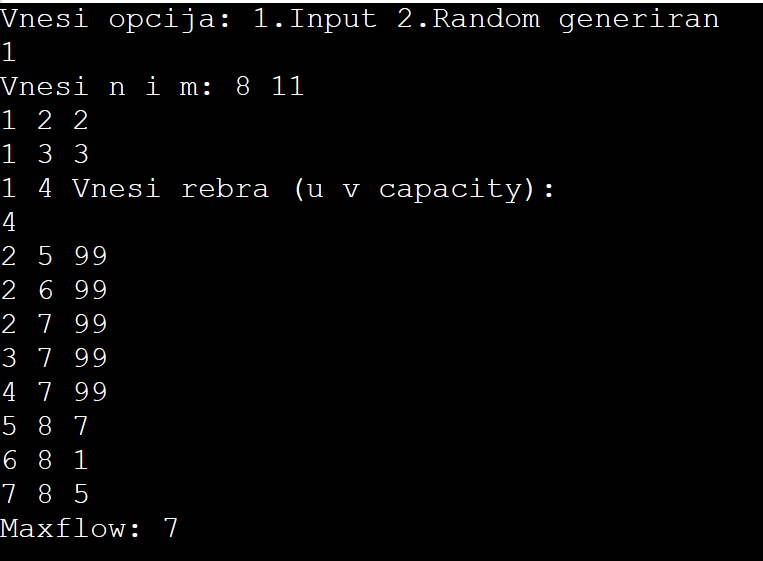 Vnesi opcija: 1.Input 2.Random generiran
1
Vnesi n i m: 8 11
1 2 2
1 3 3
1 4 Vnesi rebra (u v capacity):
4
2 5 99
2 6 99
2 7 99
3 7 99
4 7 99
5 8 7
6 8 1
7 8 5
Maxflow: 7